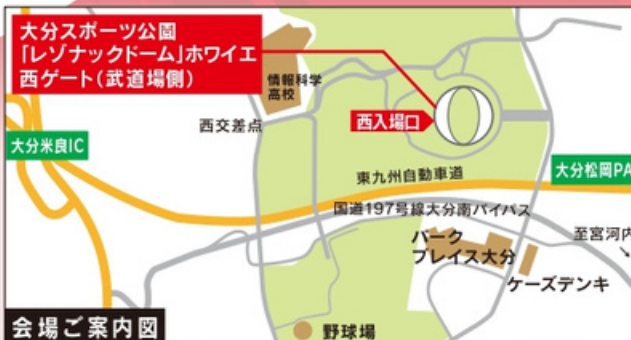 大分スポーツ公園
「レゾナックドーム」ホワイエ
西ゲート(武道場側)
情報科学
高校
西交差点
西入場口
大分米良IC
東九州自動車道
大分松岡PA
国道197号線大分南バイパス
パーク
プレイス大分
至宮河内
ケーズデンキ
会場ご案内図
野球場